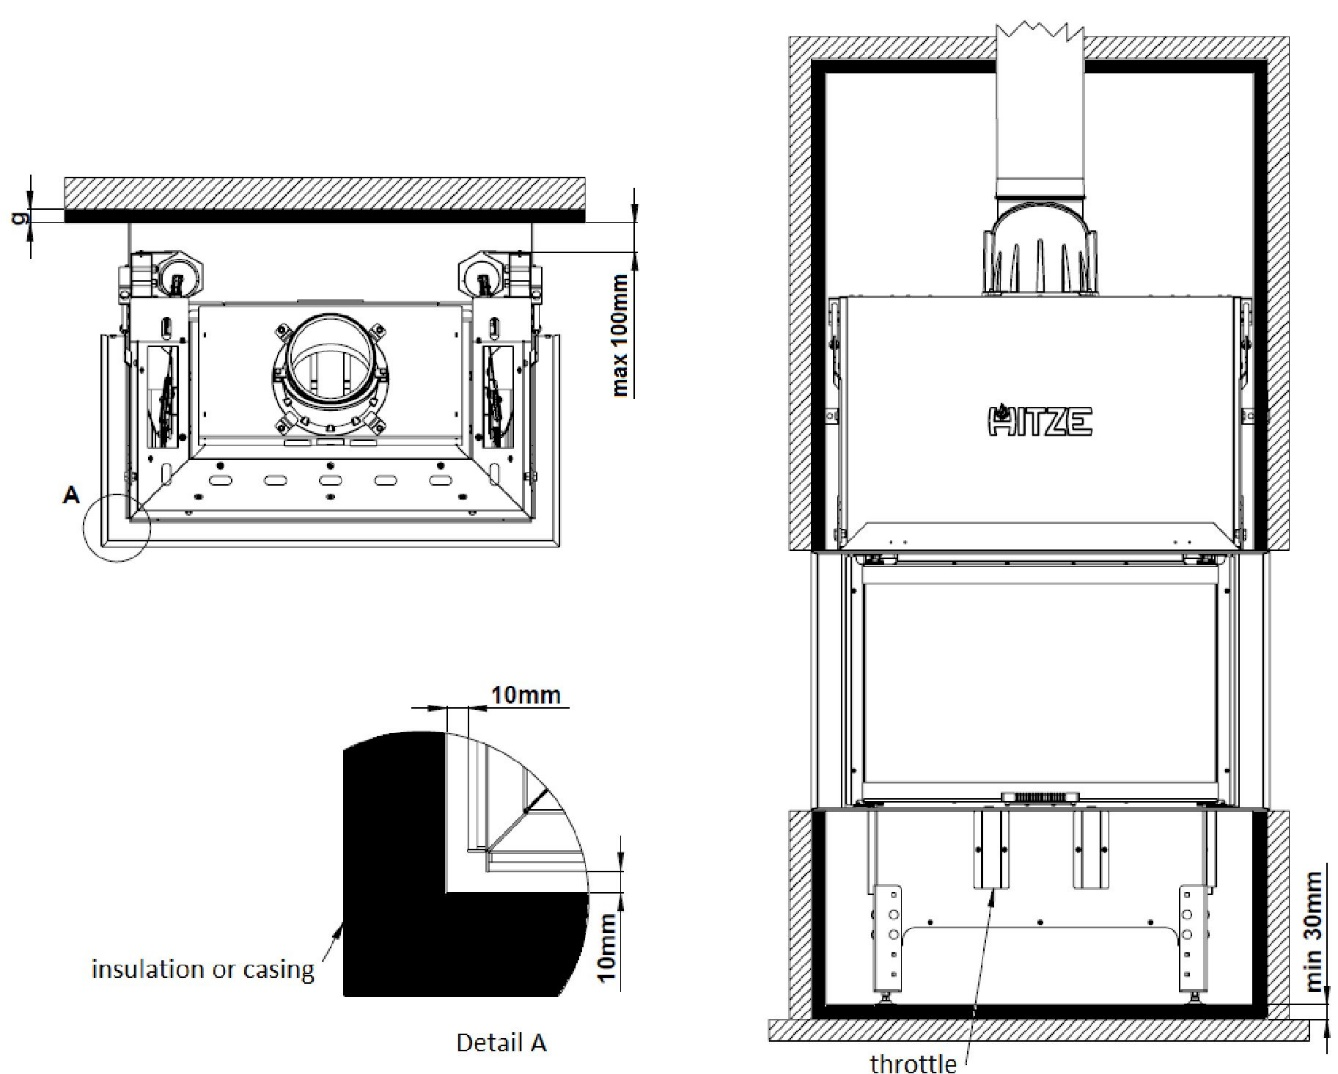 g
max 100mm
A
HITZE
10mm
10mm
insulation or casing
Detail A
min 30mm
throttle